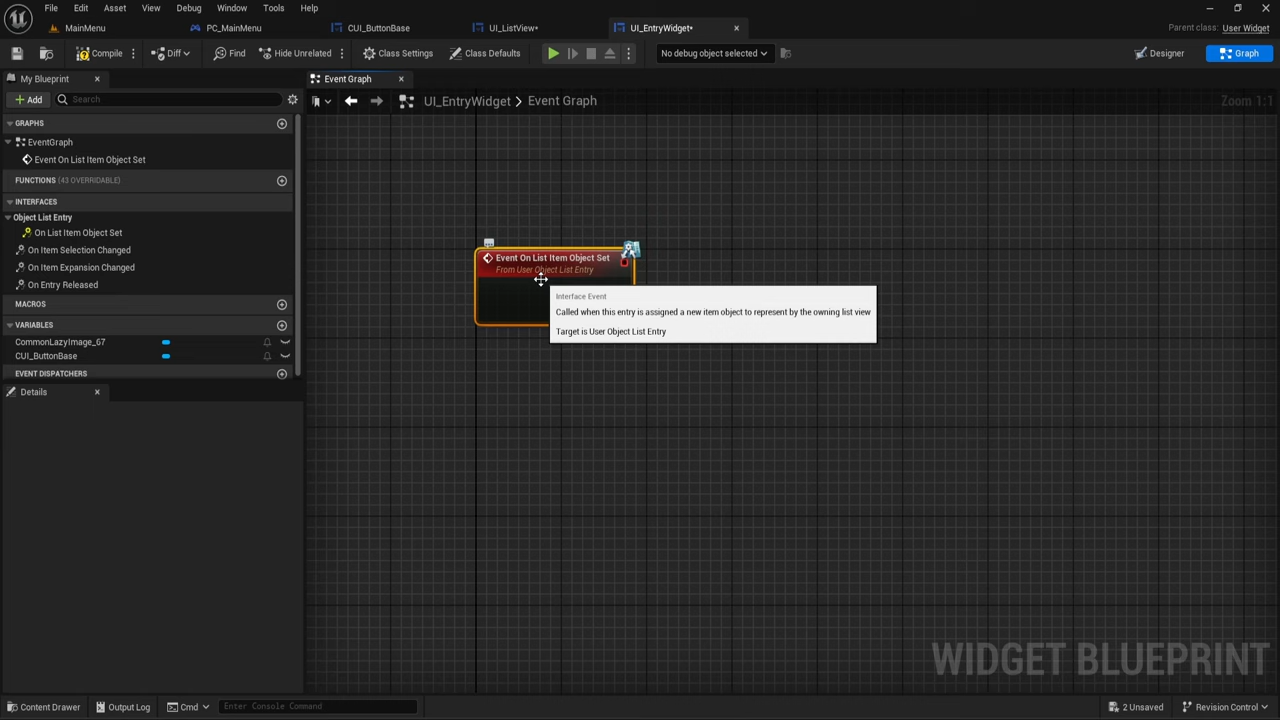 File Edit Asset View Debug Window Tools Help
MainMenu PC_MainMenu CUI_ButtonBase UI_ListView• UI_EntryWidget• Parent class: User Widget
Compile Diff Find Hide Unrelated Class Settings Class Defaults No debug object selected Designer Graph
My Blueprint Event Graph
Add Search UI_EntryWidget > Event Graph Zoom 1:1
GRAPHS
EventGraph
Event On List Item Object Set
FUNCTIONS (43 OVERRIDABLE)
INTERFACES
Object List Entry
On List Item Object Set
On Item Selection Changed
On Item Expansion Changed
On Entry Released
MACROS
VARIABLES
CommonLazyImage_67
CUI_ButtonBase
EVENT DISPATCHERS
Details
Event On List Item Object Set
From User Object List Entry
Interface Event
Called when this entry is assigned a new item object to represent by the owning list view
Target is User Object List Entry
WIDGET BLUEPRINT
Content Drawer Output Log Cmd Enter Console Command 2 Unsaved Revision Control